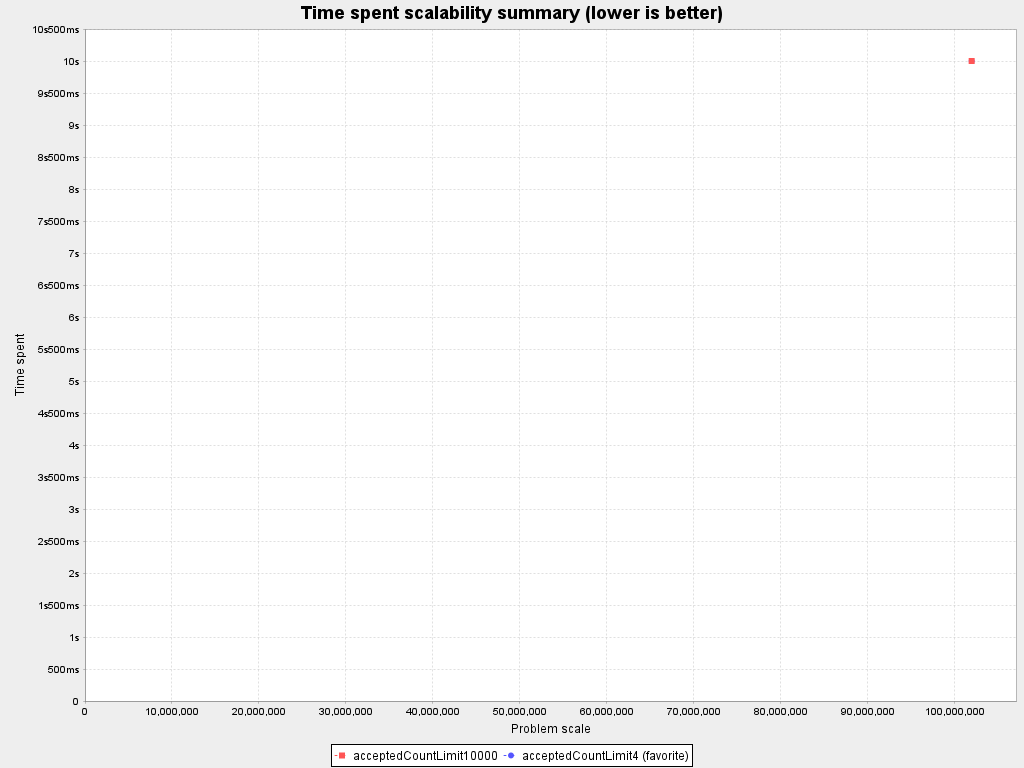 Time spent scalability summary (lower is better)
10s500ms
10s
9s500ms
9s
8s500ms
8s
7s500ms
7s
6s500ms
6s
5s500ms
5s
4s500ms
4s
3s500ms
3s
2s500ms
2s
1s500ms
1s
500ms
0
Time spent
0 10,000,000 20,000,000 30,000,000 40,000,000 50,000,000 60,000,000 70,000,000 80,000,000 90,000,000 100,000,000
Problem scale
acceptedCountLimit10000 acceptedCountLimit4 (favorite)